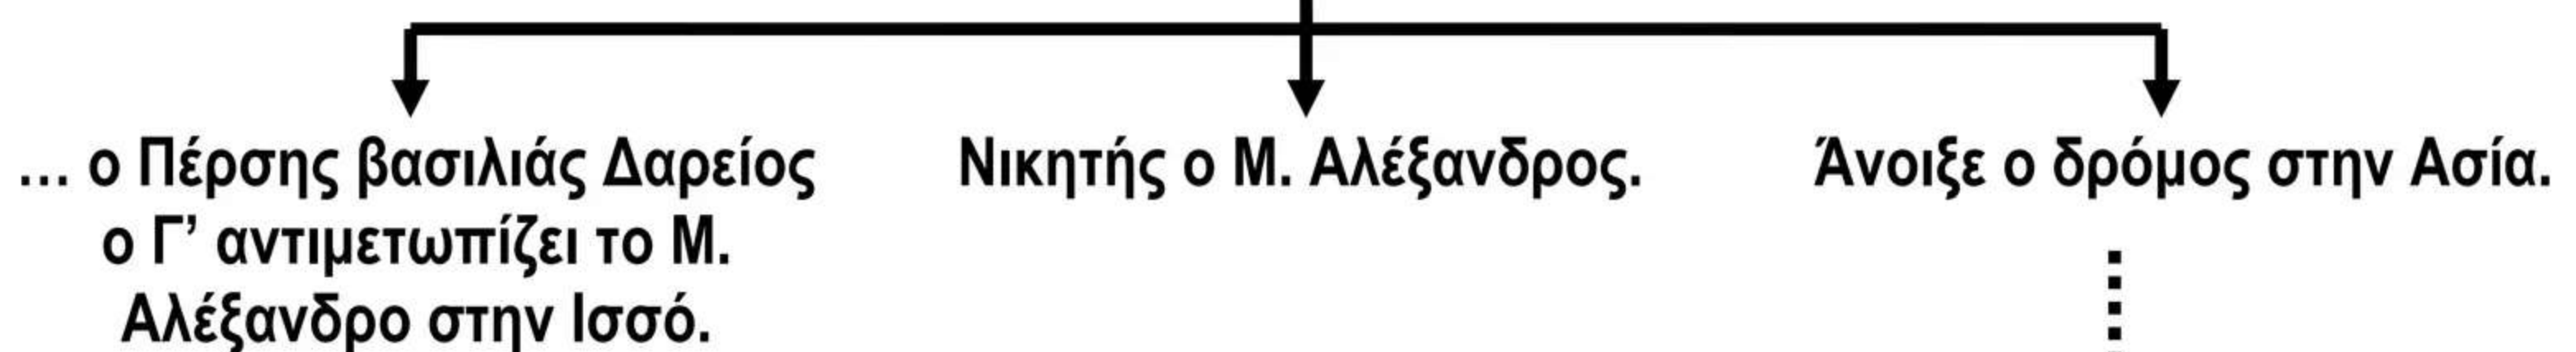 … ο Πέρσης βασιλιάς Δαρείος
ο Γ’ αντιμετωπίζει το Μ.
Αλέξανδρο στην Ισσό.
Νικητής ο Μ. Αλέξανδρος.
Άνοιξε ο δρόμος στην Ασία.